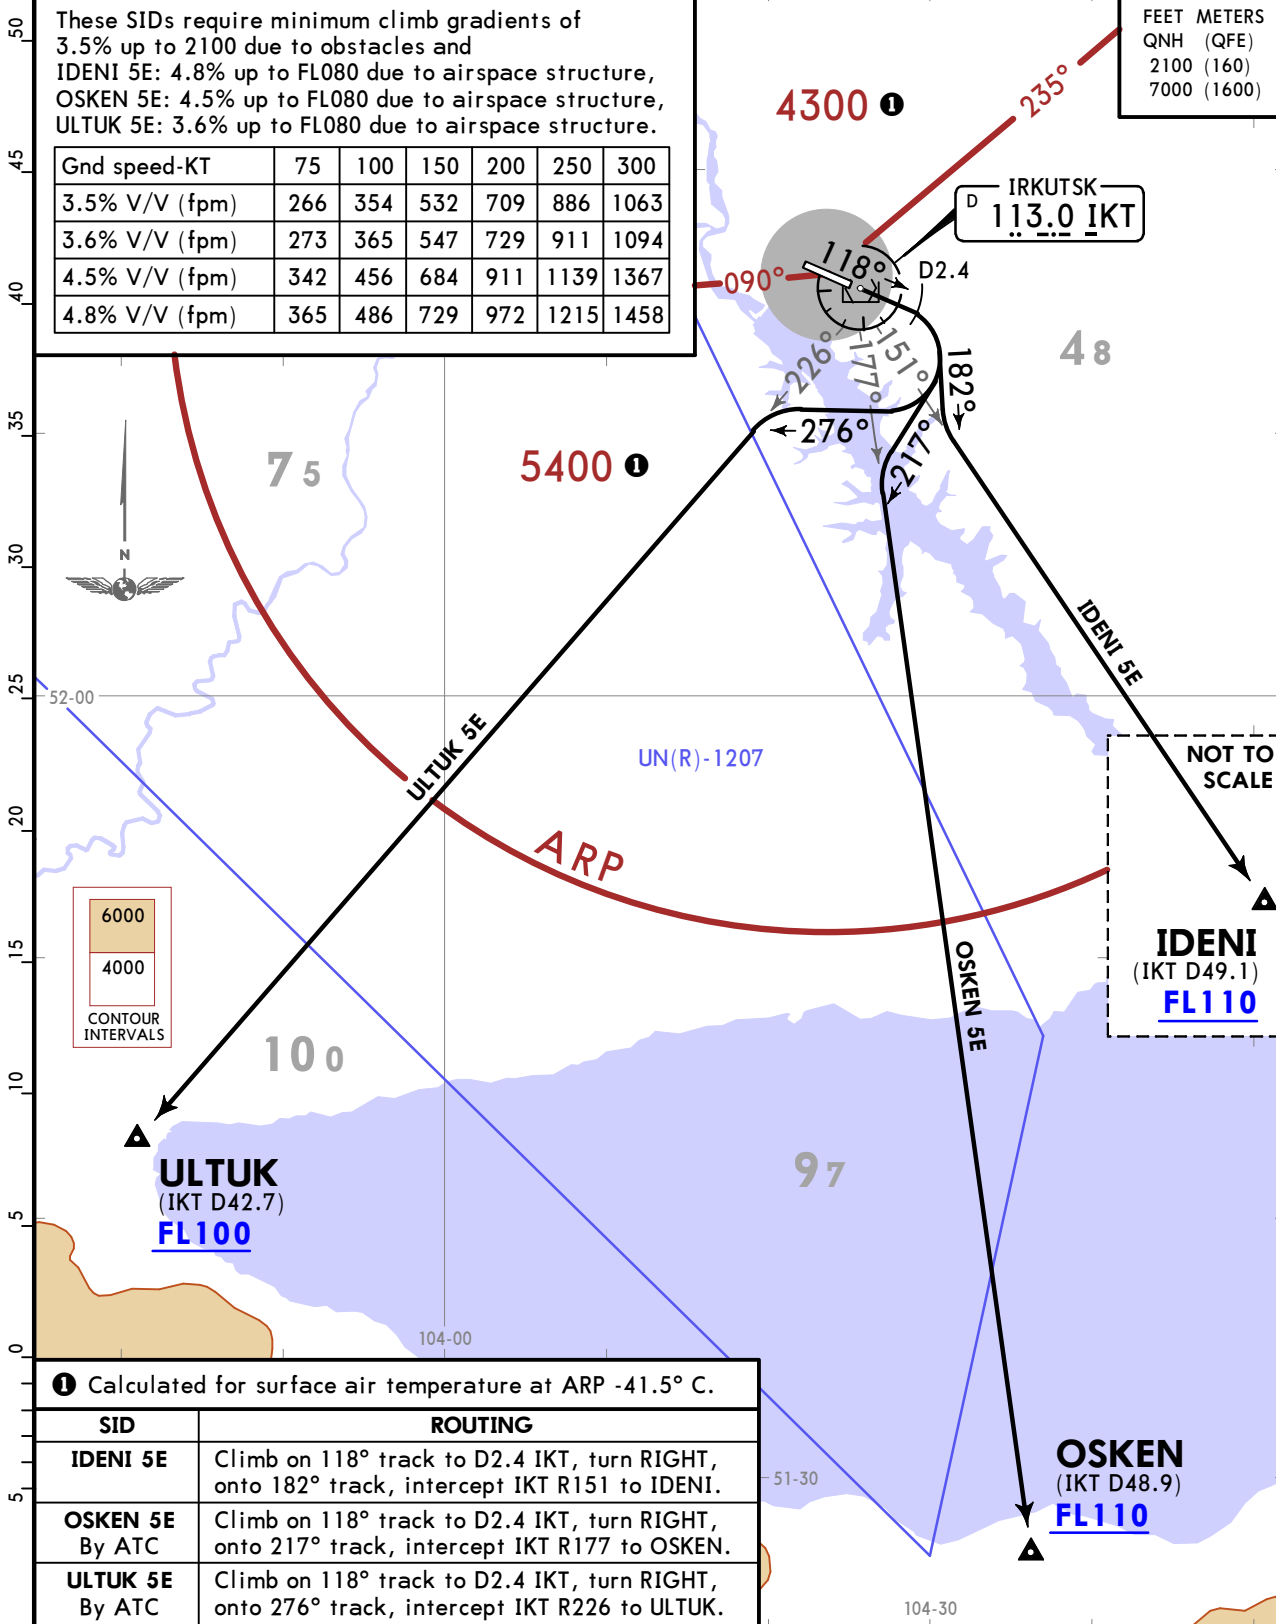 These SIDs require minimum climb gradients of
3.5% up to 2100 due to obstacles and
IDENI 5E: 4.8% up to FL080 due to airspace structure,
OSKEN 5E: 4.5% up to FL080 due to airspace structure,
ULTUK 5E: 3.6% up to FL080 due to airspace structure.
Gnd speed-KT 75 100 150 200 250 300
3.5% V/V (fpm) 266 354 532 709 886 1063
3.6% V/V (fpm) 273 365 547 729 911 1094
4.5% V/V (fpm) 342 456 684 911 1139 1367
4.8% V/V (fpm) 365 486 729 972 1215 1458
FEET METERS
QNH (QFE)
2100 (160)
7000 (1600)
4300 1
235°
IRKUTSK
D 113.0 IKT
118°
D2.4
090°
226°
177°
151°
182°
276°
217°
48
75
5400 1
N
50
45
40
35
30
25
20
15
10
5
0
5
52-00
ULTUK 5E
UN(R)-1207
IDENI 5E
NOT TO
SCALE
ARP
6000
4000
CONTOUR
INTERVALS
IDENI
(IKT D49.1)
FL110
OSKEN 5E
100
97
ULTUK
(IKT D42.7)
FL100
104-00
51-30
OSKEN
(IKT D48.9)
FL110
104-30
1 Calculated for surface air temperature at ARP -41.5° C.
SID ROUTING
IDENI 5E Climb on 118° track to D2.4 IKT, turn RIGHT,
onto 182° track, intercept IKT R151 to IDENI.
OSKEN 5E Climb on 118° track to D2.4 IKT, turn RIGHT,
By ATC onto 217° track, intercept IKT R177 to OSKEN.
ULTUK 5E Climb on 118° track to D2.4 IKT, turn RIGHT,
By ATC onto 276° track, intercept IKT R226 to ULTUK.